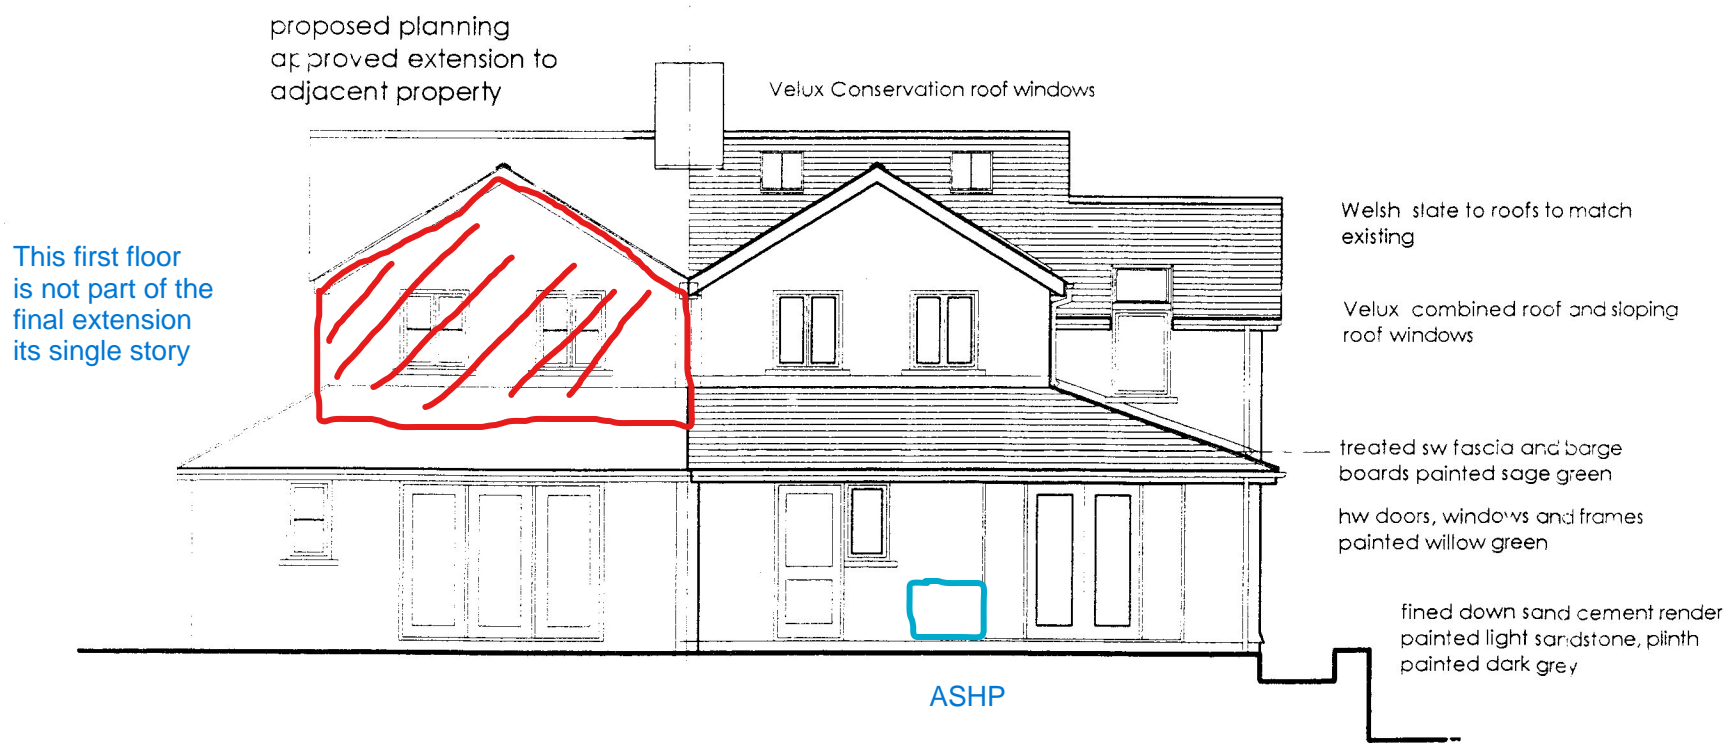 proposed planning
approved extension to
adjacent property
Velux Conservation roof windows
This first floor
is not part of the
final extension
its single story
Welsh slate to roofs to match
existing
Velux combined roof and sloping
roof windows
treated sw fascia and barge
boards painted sage green
hw doors, windows and frames
painted willow green
fined down sand cement render
painted light sandstone, plinth
painted dark grey
ASHP